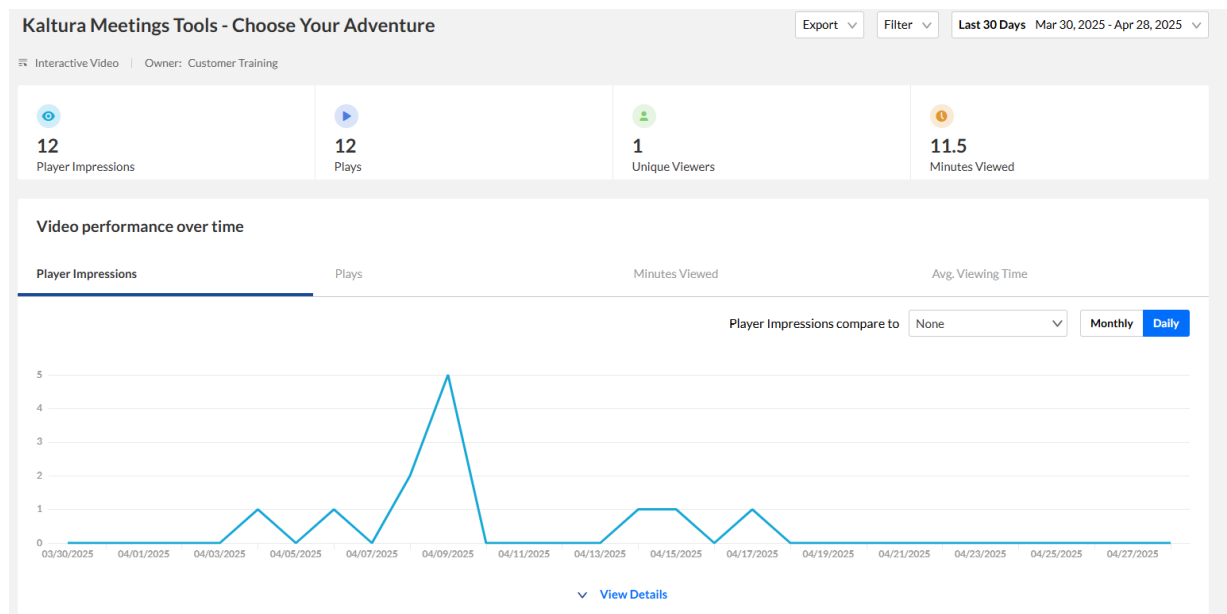 Kaltura Meetings Tools - Choose Your Adventure
Export
Filter
Last 30 Days Mar 30, 2025 - Apr 28, 2025
Interactive Video | Owner: Customer Training
12
Player Impressions
12
Plays
1
Unique Viewers
11.5
Minutes Viewed
Video performance over time
Player Impressions
Plays
Minutes Viewed
Avg. Viewing Time
Player Impressions compare to
None
Monthly
Daily
5
4
3
2
1
0
03/30/2025 04/01/2025 04/03/2025 04/05/2025 04/07/2025 04/09/2025 04/11/2025 04/13/2025 04/15/2025 04/17/2025 04/19/2025 04/21/2025 04/23/2025 04/25/2025 04/27/2025
View Details